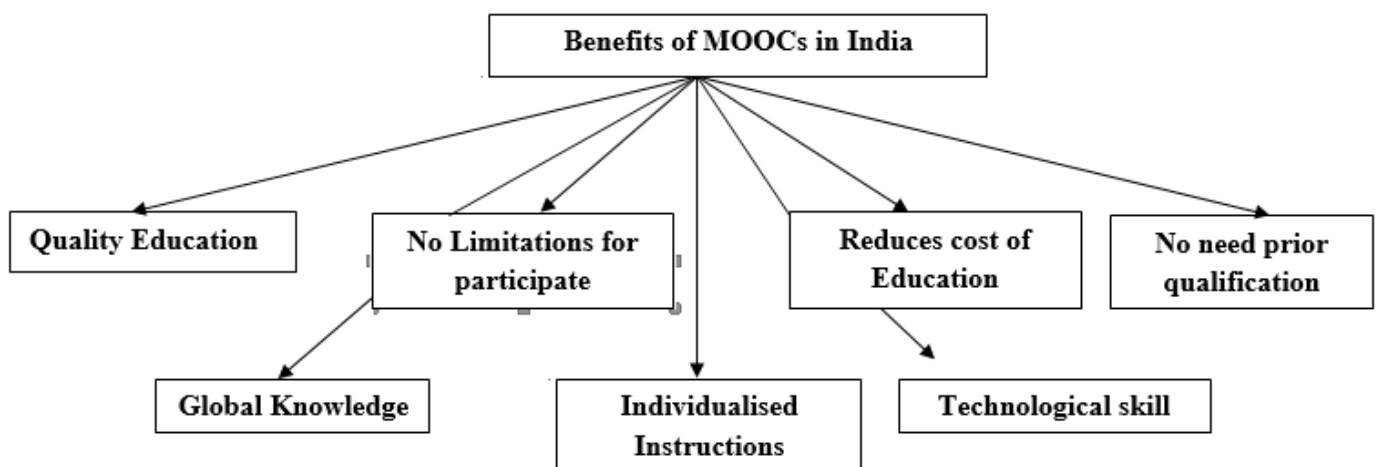 Benefits of MOOCs in India
Quality Education
No Limitations for
participate
Reduces cost of
Education
No need prior
qualification
Global Knowledge
Individualised
Instructions
Technological skill